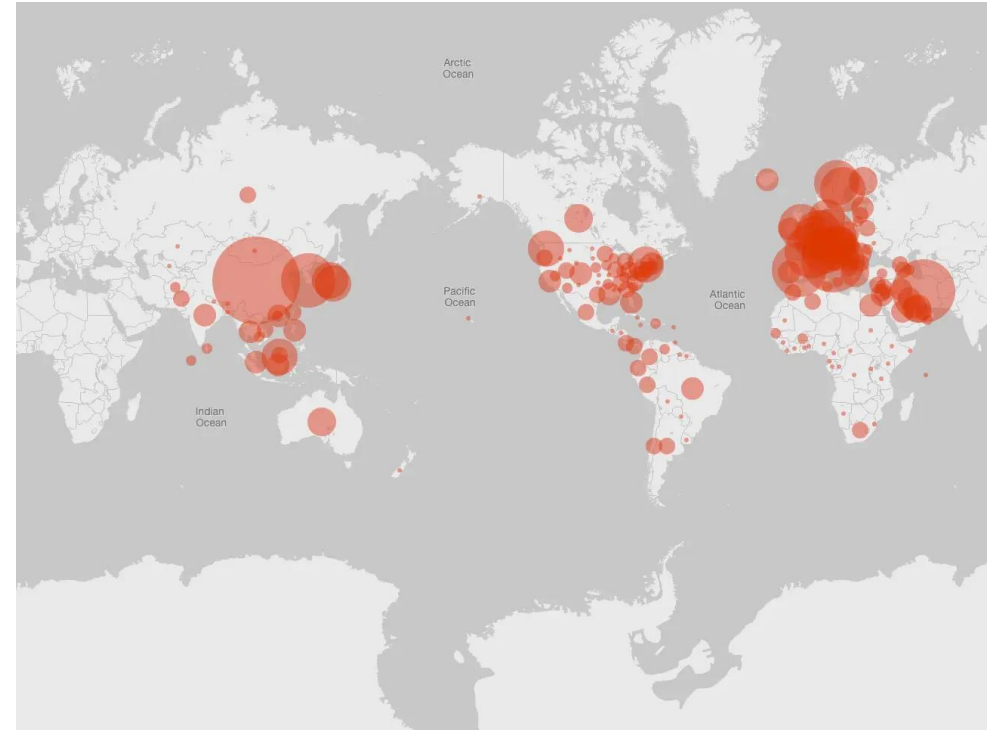 Arctic
Ocean
Pacific
Ocean
Atlantic
Ocean
Indian
Ocean